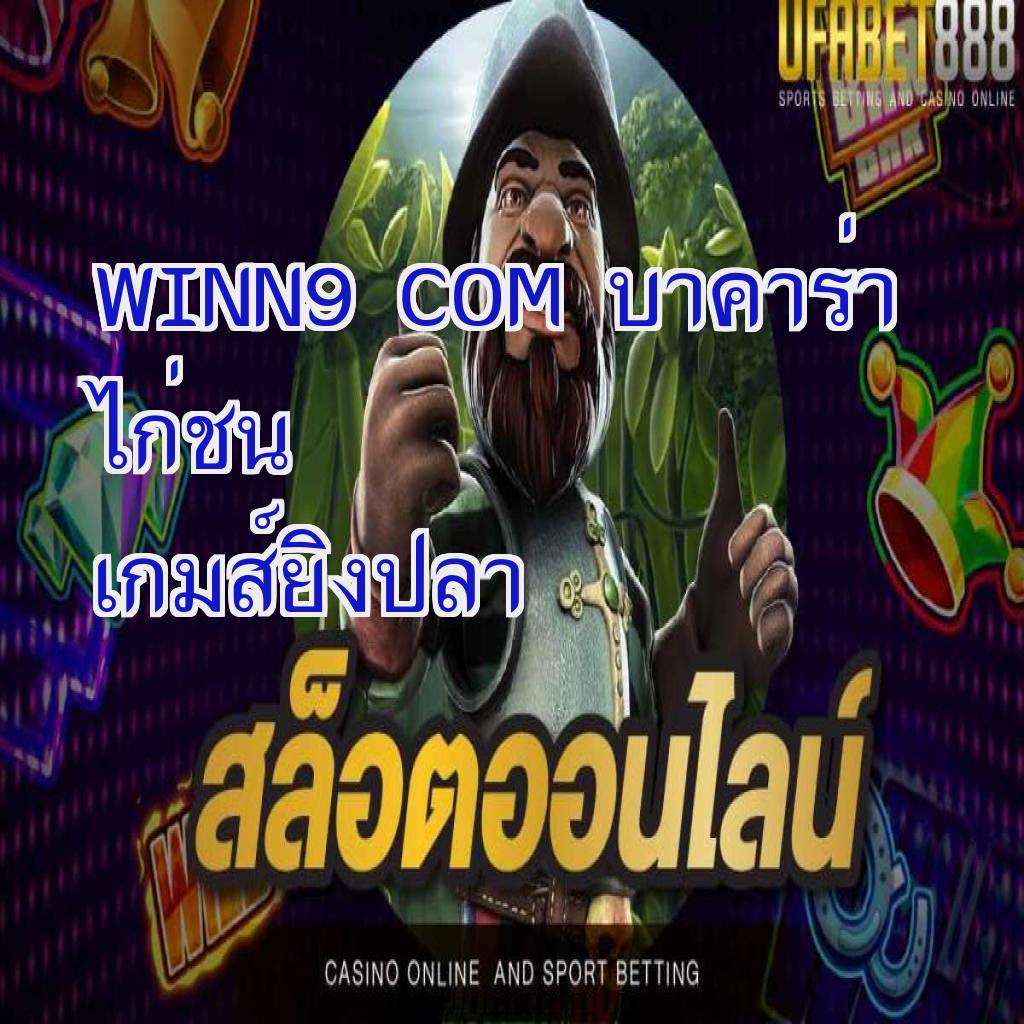 UFABET888
SPORTS BETTING AND CASINO ONLINE
BAR
WINN9 COM บาคาร่า
ไก่ชน
เกมส์ยิงปลา
สล็อตออนไลน์
CASINO ONLINE AND SPORT BETTING